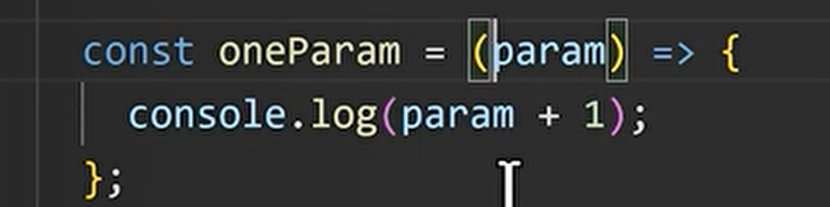 const oneParam = (param) => {
  console.log(param + 1);
};